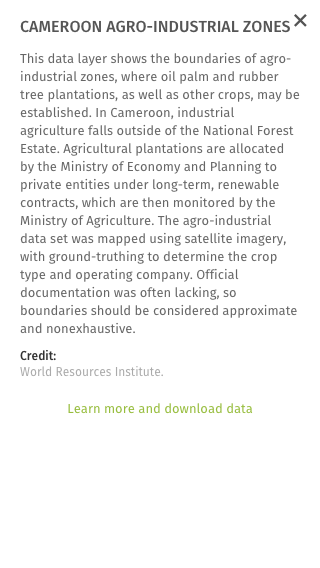 CAMEROON AGRO-INDUSTRIAL ZONES ×
This data layer shows the boundaries of agro-
industrial zones, where oil palm and rubber
tree plantations, as well as other crops, may be
established. In Cameroon, industrial
agriculture falls outside of the National Forest
Estate. Agricultural plantations are allocated
by the Ministry of Economy and Planning to
private entities under long-term, renewable
contracts, which are then monitored by the
Ministry of Agriculture. The agro-industrial
data set was mapped using satellite imagery,
with ground-truthing to determine the crop
type and operating company. Official
documentation was often lacking, so
boundaries should be considered approximate
and nonexhaustive.
Credit:
World Resources Institute.
Learn more and download data